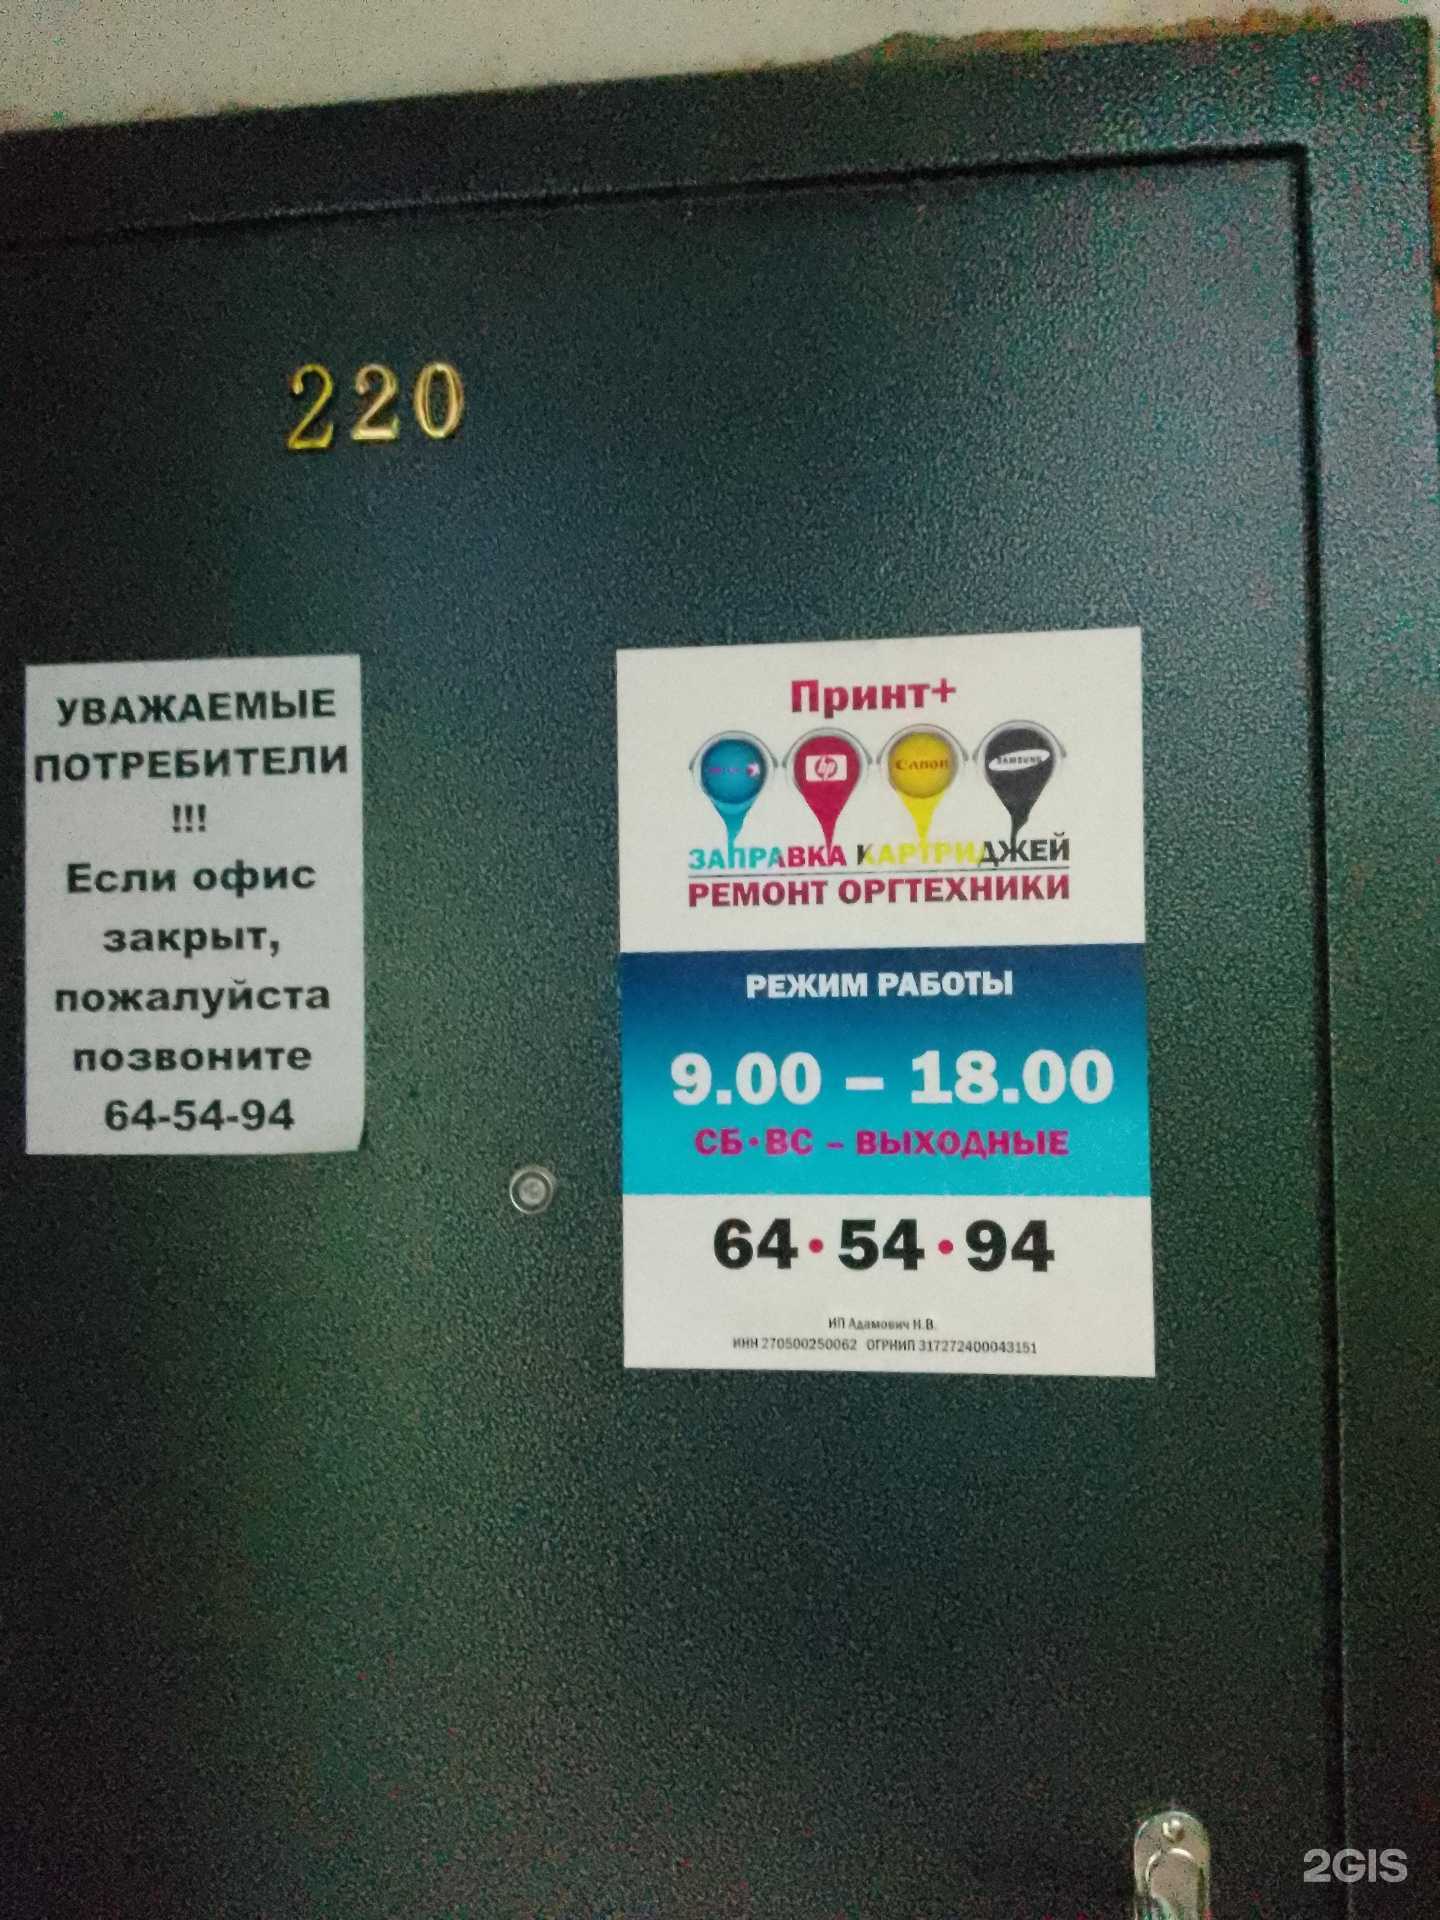 220
УВАЖАЕМЫЕ
ПОТРЕБИТЕЛИ
!!!
Если офис
закрыт,
пожалуйста
позвоните
64-54-94
Принт+
hp
Canon
SAMSUNG
ЗАПРАВКА КАРТРИДЖЕЙ
РЕМОНТ ОРГТЕХНИКИ
РЕЖИМ РАБОТЫ
9.00 – 18.00
СБ•ВС – ВЫХОДНЫЕ
64•54•94
ИП Адамович Н.В.
ИНН 270500250062 ОГРНИП 317272400043151
2GIS